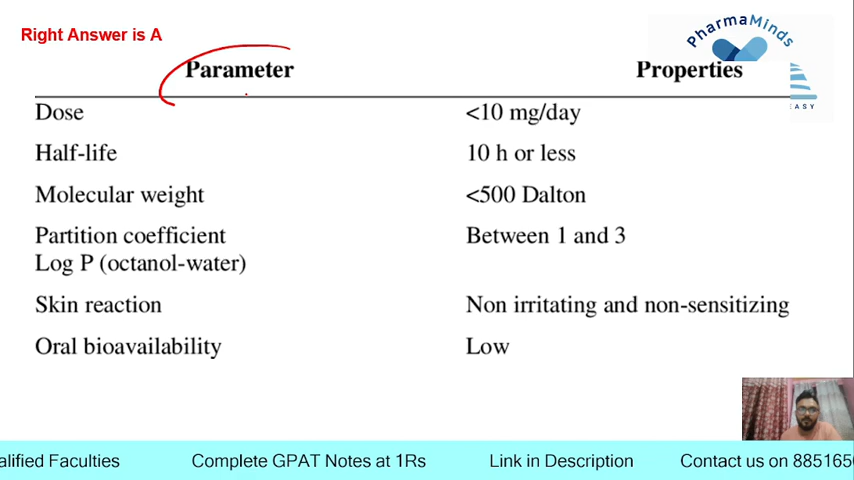 Right Answer is A
PharmaMinds
Parameter Properties
EASY
Dose <10 mg/day
Half-life 10 h or less
Molecular weight <500 Dalton
Partition coefficient Between 1 and 3
Log P (octanol-water)
Skin reaction Non irritating and non-sensitizing
Oral bioavailability Low
alified Faculties Complete GPAT Notes at 1Rs Link in Description Contact us on 885165